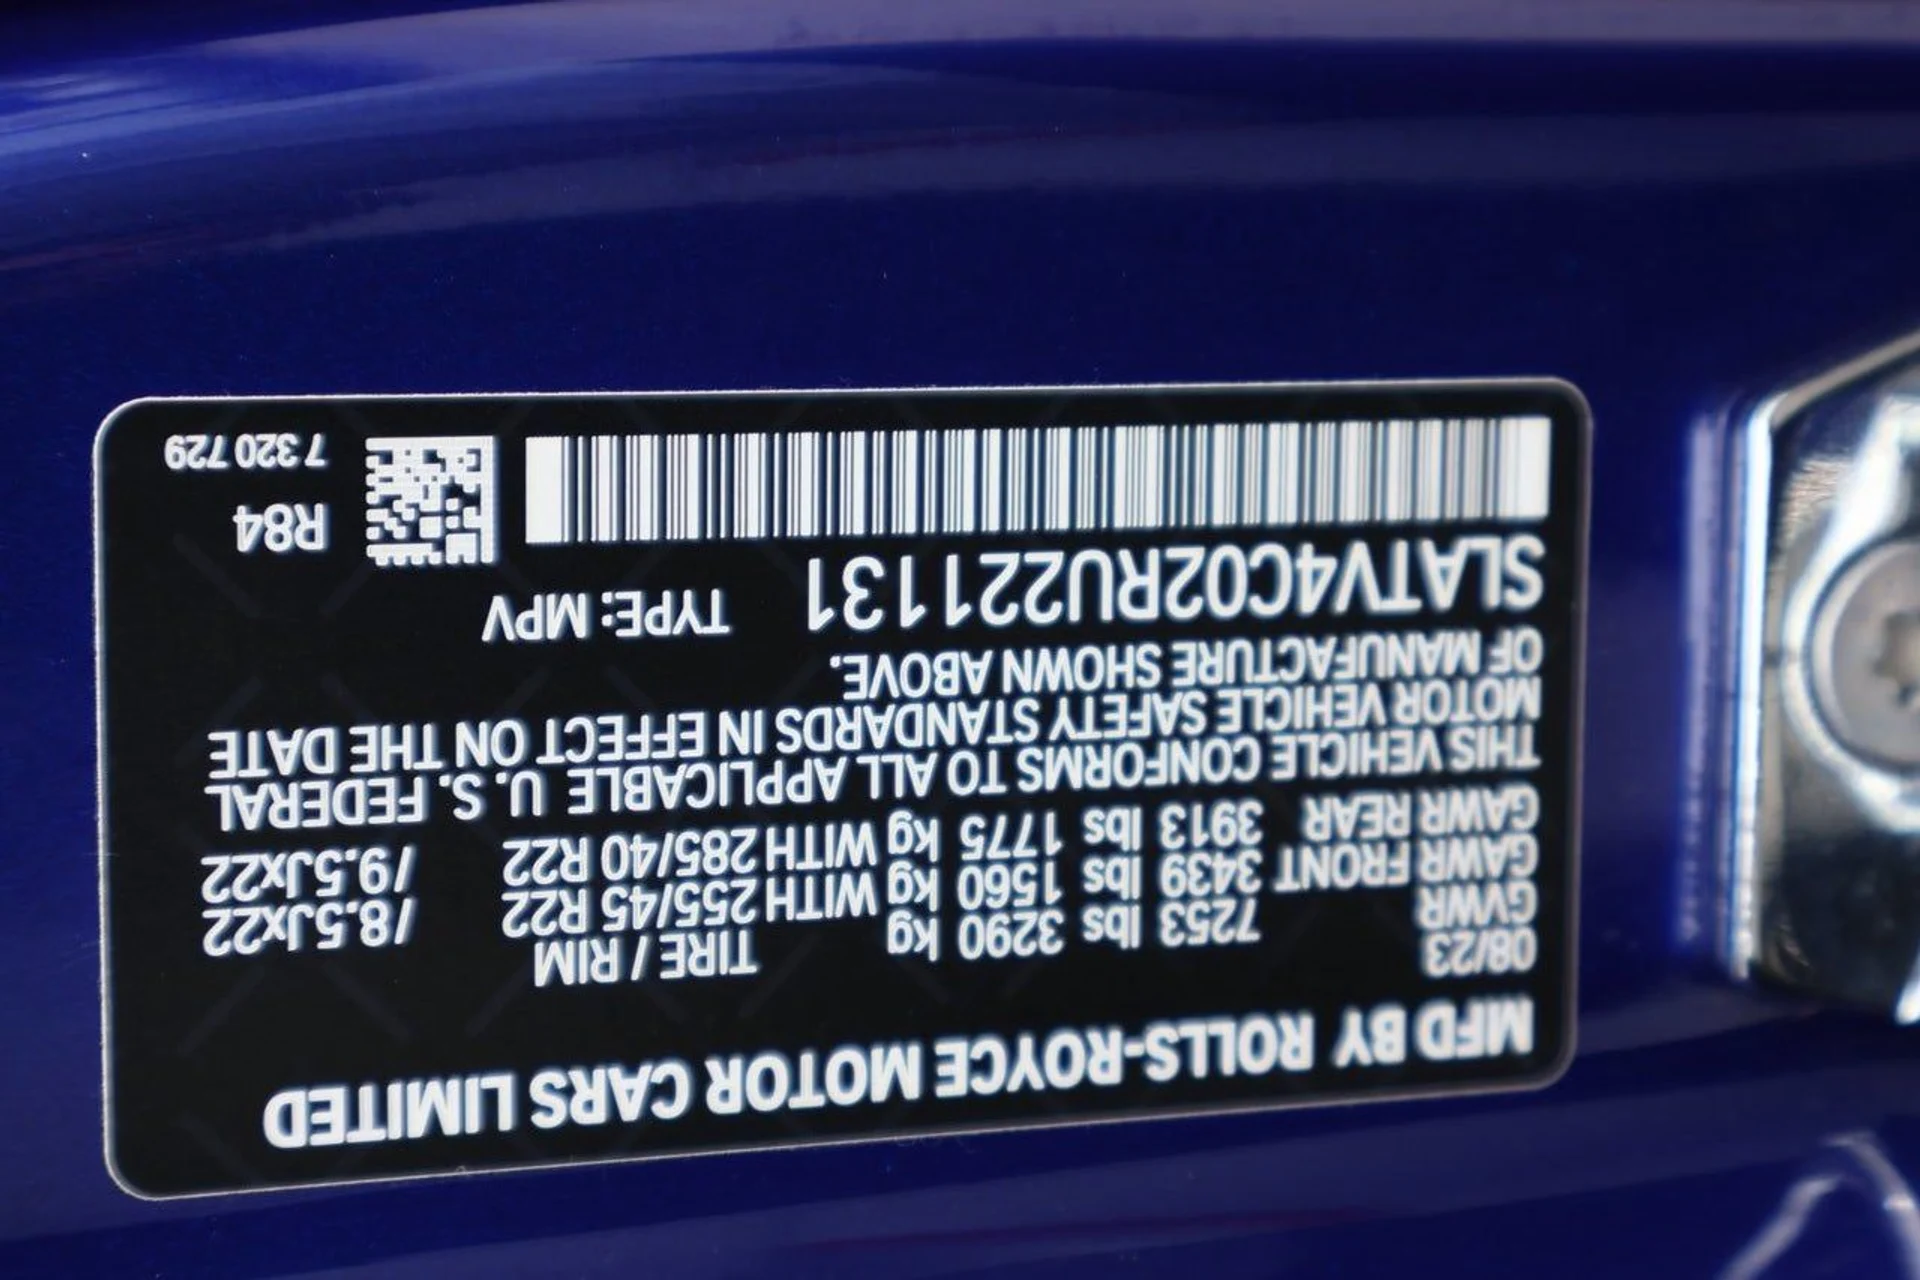 MFD BY ROLLS-ROYCE MOTOR CARS LIMITED
08/23 TIRE / RIM
GVWR 7253 lbs 3290 kg
GAWR FRONT 3439 lbs 1560 kg WITH 255/45 R22 /8.5Jx22
GAWR REAR 3913 lbs 1775 kg WITH 285/40 R22 /9.5Jx22
THIS VEHICLE CONFORMS TO ALL APPLICABLE U.S. FEDERAL
MOTOR VEHICLE SAFETY STANDARDS IN EFFECT ON THE DATE
OF MANUFACTURE SHOWN ABOVE.
SLATV4C02RU221131 TYPE: MPV
R84
7 320 729